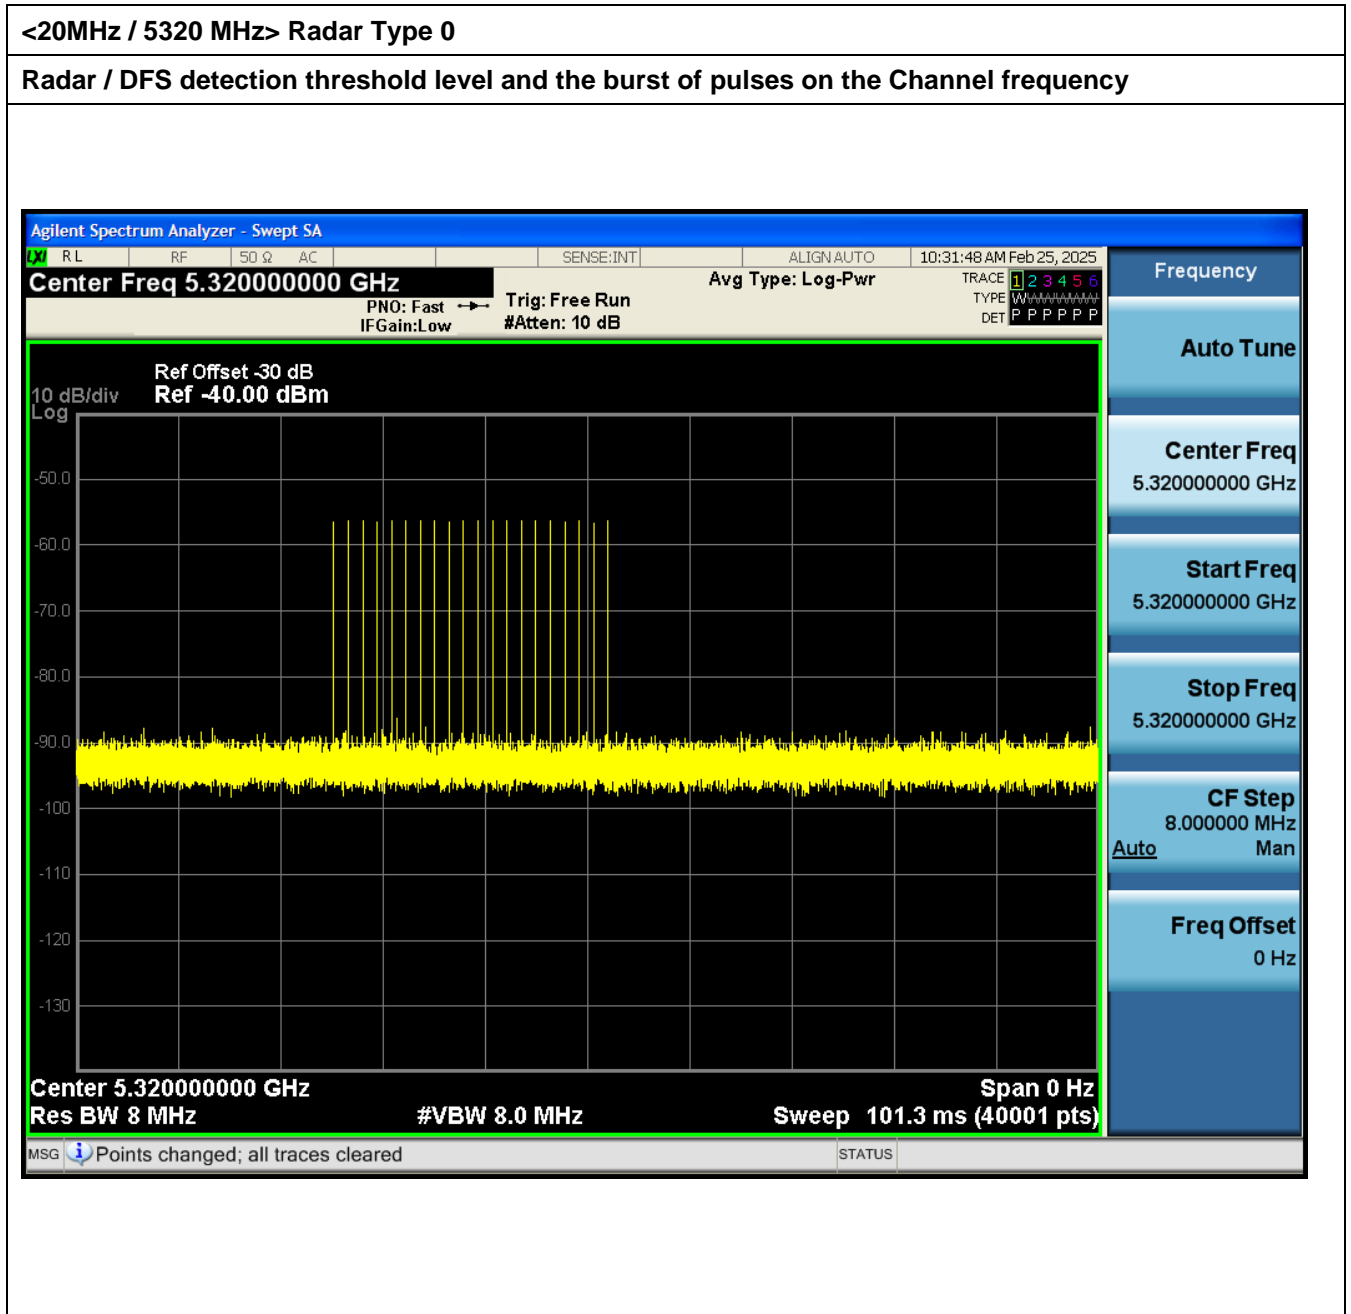 <20MHz / 5320 MHz> Radar Type 0
Radar / DFS detection threshold level and the burst of pulses on the Channel frequency
Agilent Spectrum Analyzer - Swept SA
LXI RL RF 50 Ω AC SENSE:INT ALIGN AUTO 10:31:48 AM Feb 25, 2025
Center Freq 5.320000000 GHz
PNO: Fast
IFGain:Low
Trig: Free Run
#Atten: 10 dB
Avg Type: Log-Pwr
TRACE 1 2 3 4 5 6
TYPE WWWWWW
DET P P P P P P
Ref Offset -30 dB
10 dB/div Ref -40.00 dBm
Log
-50.0
-60.0
-70.0
-80.0
-90.0
-100
-110
-120
-130
Center 5.320000000 GHz Span 0 Hz
Res BW 8 MHz #VBW 8.0 MHz Sweep 101.3 ms (40001 pts)
MSG Points changed; all traces cleared STATUS
Frequency
Auto Tune
Center Freq
5.320000000 GHz
Start Freq
5.320000000 GHz
Stop Freq
5.320000000 GHz
CF Step
8.000000 MHz
Auto Man
Freq Offset
0 Hz